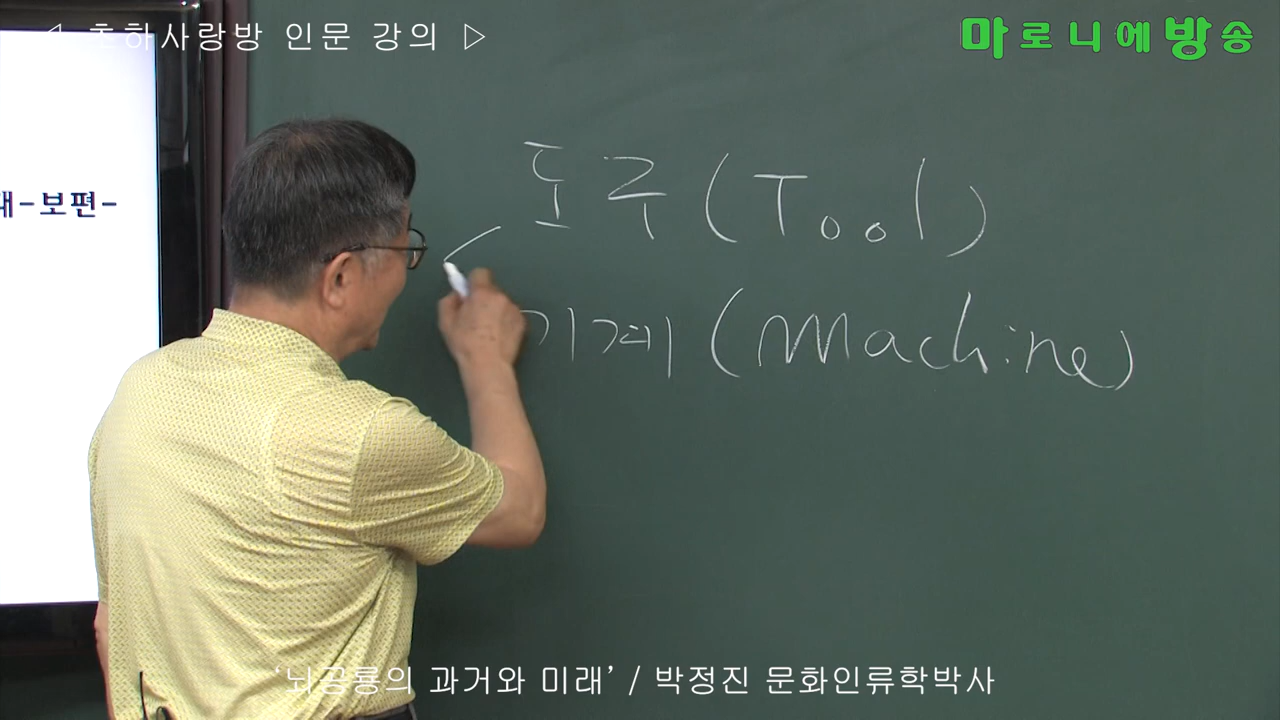 ◁ 초하사랑방 인문 강의 ▷
마로니에방송
대-보편-
도구(Tool)
기계(Machine)
‘뇌공룡의 과거와 미래’ / 박정진 문화인류학박사